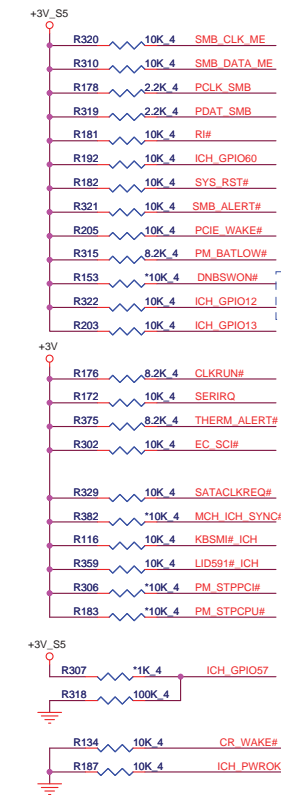 +3V_S5
R320 10K_4 SMB_CLK_ME
R310 10K_4 SMB_DATA_ME
R178 2.2K_4 PCLK_SMB
R319 2.2K_4 PDAT_SMB
R181 10K_4 RI#
R192 10K_4 ICH_GPIO60
R182 10K_4 SYS_RST#
R321 10K_4 SMB_ALERT#
R205 10K_4 PCIE_WAKE#
R315 8.2K_4 PM_BATLOW#
R153 *10K_4 DNBSWON#
R322 10K_4 ICH_GPIO12
R203 10K_4 ICH_GPIO13
+3V
R176 8.2K_4 CLKRUN#
R172 10K_4 SERIRQ
R375 8.2K_4 THERM_ALERT#
R302 10K_4 EC_SCI#
R329 10K_4 SATACLKREQ#
R382 *10K_4 MCH_ICH_SYNC#
R116 10K_4 KBSMI#_ICH
R359 10K_4 LID591#_ICH
R306 *10K_4 PM_STPPCI#
R183 *10K_4 PM_STPCPU#
+3V_S5
R307 *1K_4 ICH_GPIO57
R318 100K_4
R134 10K_4 CR_WAKE#
R187 10K_4 ICH_PWROK